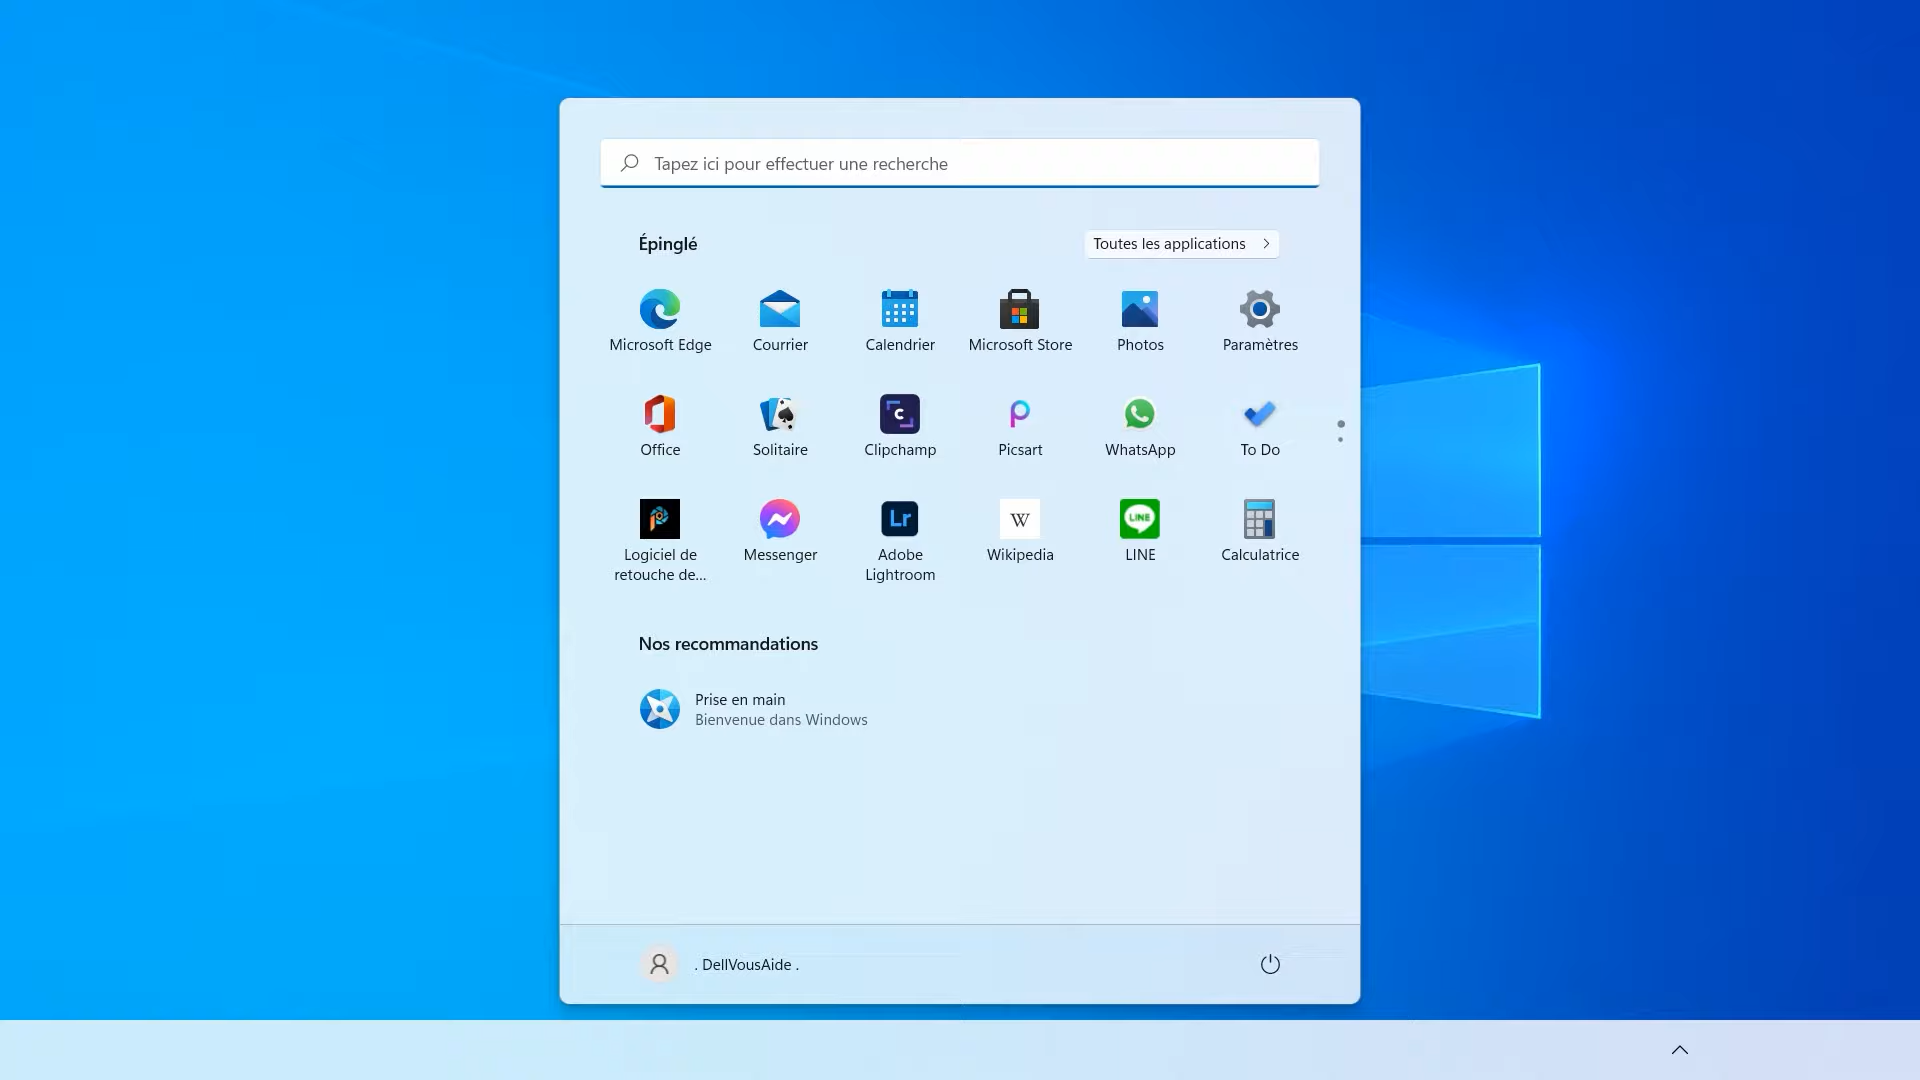 Tapez ici pour effectuer une recherche
Épinglé
Toutes les applications
Microsoft Edge
Courrier
Calendrier
Microsoft Store
Photos
Paramètres
Office
Solitaire
Clipchamp
Picsart
WhatsApp
To Do
Logiciel de
retouche de...
Messenger
Lr
Adobe
Lightroom
W
Wikipedia
LINE
LINE
Calculatrice
Nos recommandations
Prise en main
Bienvenue dans Windows
. DellVousAide .